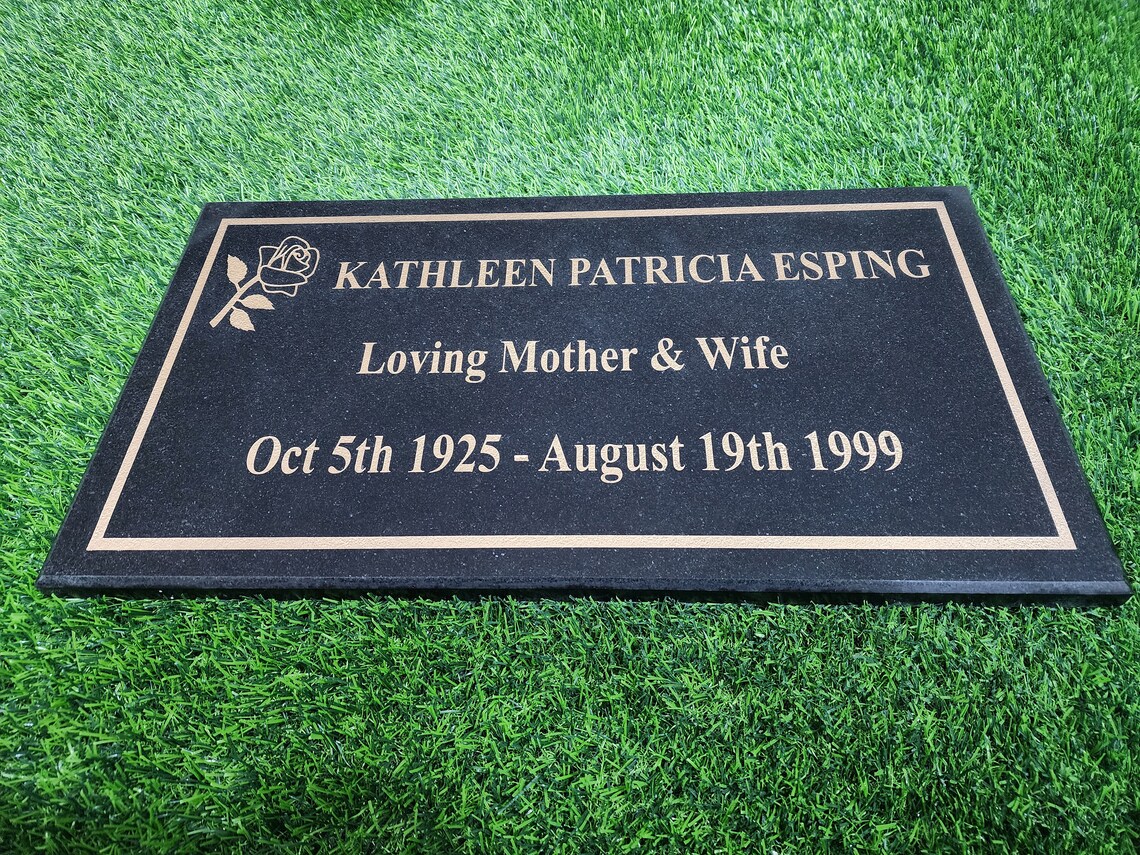 KATHLEEN PATRICIA ESPING
Loving Mother & Wife
Oct 5th 1925 - August 19th 1999